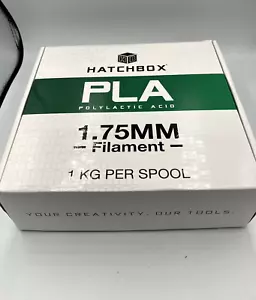 HATCHBOX
PLA
POLYLACTIC ACID
1.75MM
Filament
1 KG PER SPOOL
YOUR CREATIVITY. OUR TOOLS.